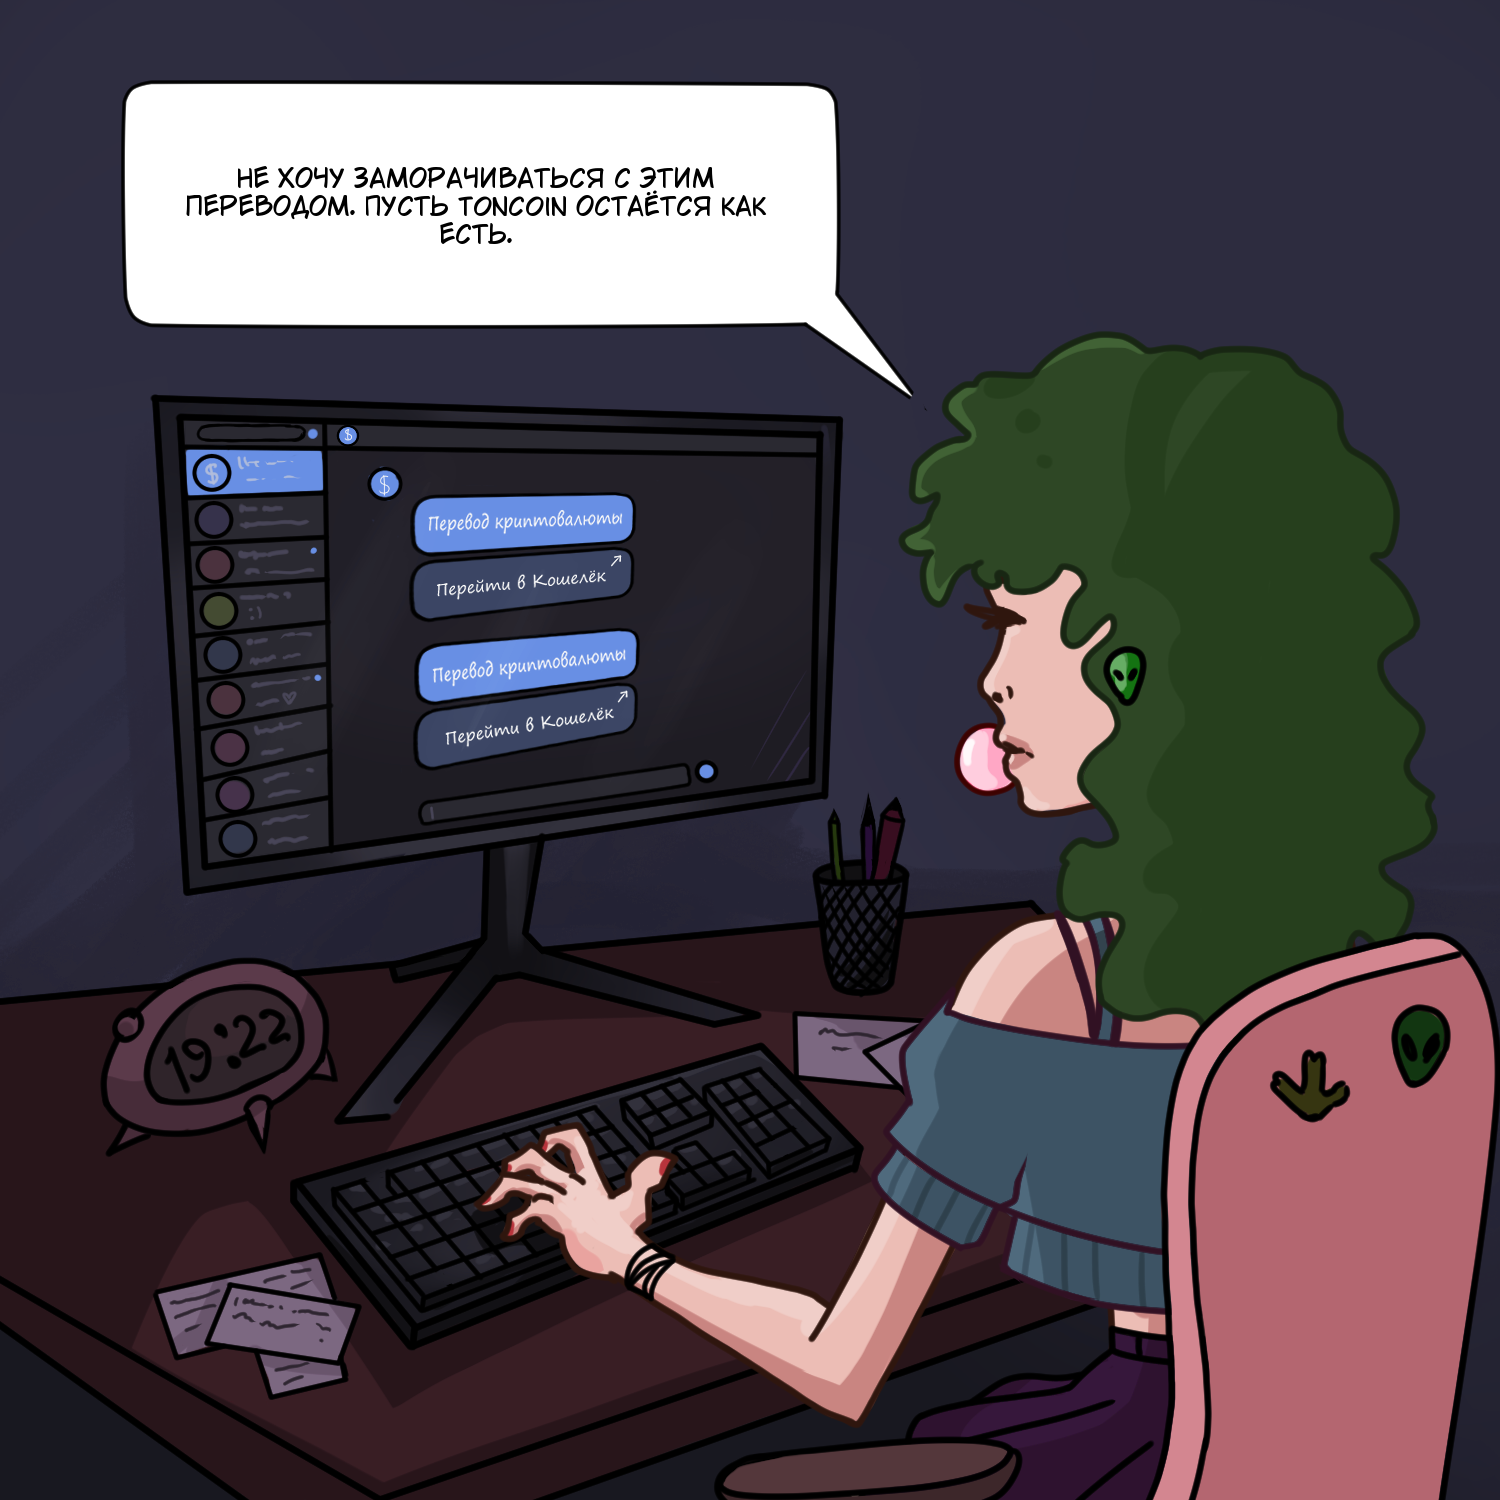 НЕ ХОЧУ ЗАМОРАЧИВАТЬСЯ С ЭТИМ
ПЕРЕВОДОМ. ПУСТЬ TONCOIN ОСТАЁТСЯ КАК
ЕСТЬ.
$
$
$
Перевод криптовалюты
Перейти в Кошелёк
:)
Перевод криптовалюты
Перейти в Кошелёк
19:22